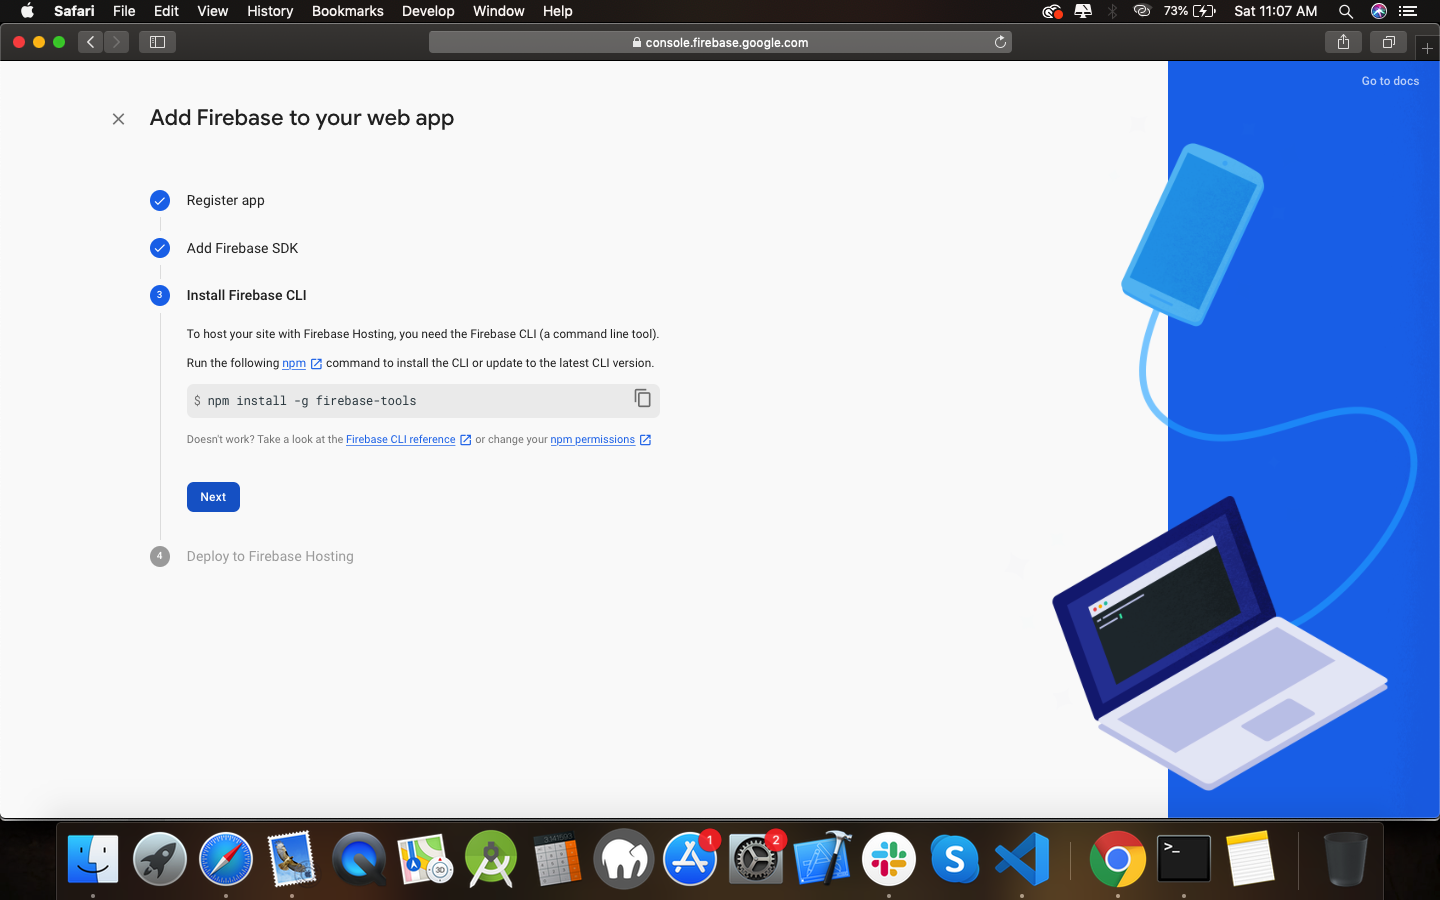 Safari File Edit View History Bookmarks Develop Window Help 73% Sat 11:07 AM
console.firebase.google.com
Go to docs
Add Firebase to your web app
Register app
Add Firebase SDK
3 Install Firebase CLI
To host your site with Firebase Hosting, you need the Firebase CLI (a command line tool).
Run the following npm command to install the CLI or update to the latest CLI version.
$ npm install -g firebase-tools
Doesn't work? Take a look at the Firebase CLI reference or change your npm permissions
Next
4 Deploy to Firebase Hosting
3D
1
2
S
>_